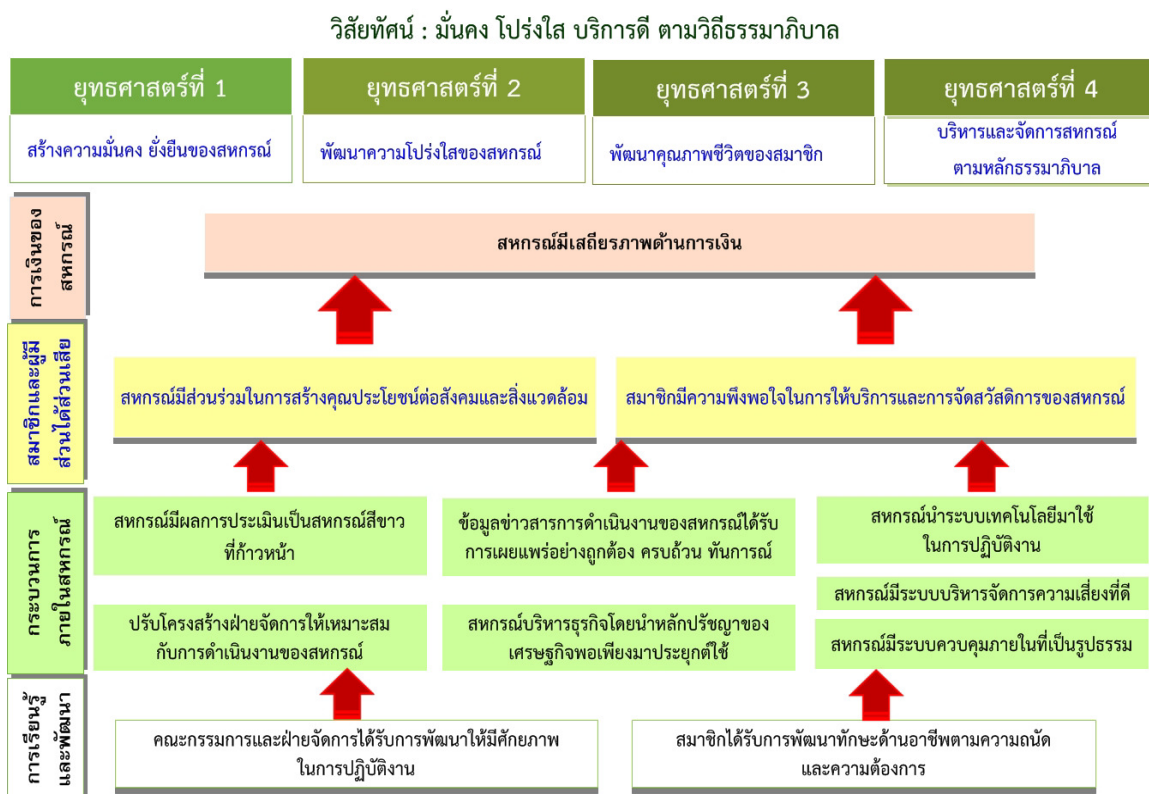 วิสัยทัศน์ : มั่นคง โปร่งใส บริการดี ตามวิถีธรรมาภิบาล
ยุทธศาสตร์ที่ 1
ยุทธศาสตร์ที่ 2
ยุทธศาสตร์ที่ 3
ยุทธศาสตร์ที่ 4
สร้างความมั่นคง ยั่งยืนของสหกรณ์
พัฒนาความโปร่งใสของสหกรณ์
พัฒนาคุณภาพชีวิตของสมาชิก
บริหารและจัดการสหกรณ์
ตามหลักธรรมาภิบาล
การเงินของ
สหกรณ์
สหกรณ์มีเสถียรภาพด้านการเงิน
สมาชิกและผู้มี
ส่วนได้ส่วนเสีย
สหกรณ์มีส่วนร่วมในการสร้างคุณประโยชน์ต่อสังคมและสิ่งแวดล้อม
สมาชิกมีความพึงพอใจในการให้บริการและการจัดสวัสดิการของสหกรณ์
กระบวนการ
ภายในสหกรณ์
สหกรณ์มีผลการประเมินเป็นสหกรณ์สีขาว
ที่ก้าวหน้า
ข้อมูลข่าวสารการดำเนินงานของสหกรณ์ได้รับ
การเผยแพร่อย่างถูกต้อง ครบถ้วน ทันการณ์
สหกรณ์นำระบบเทคโนโลยีมาใช้
ในการปฏิบัติงาน
สหกรณ์มีระบบบริหารจัดการความเสี่ยงที่ดี
ปรับโครงสร้างฝ่ายจัดการให้เหมาะสม
กับการดำเนินงานของสหกรณ์
สหกรณ์บริหารธุรกิจโดยนำหลักปรัชญาของ
เศรษฐกิจพอเพียงมาประยุกต์ใช้
สหกรณ์มีระบบควบคุมภายในที่เป็นรูปธรรม
การเรียนรู้
และพัฒนา
คณะกรรมการและฝ่ายจัดการได้รับการพัฒนาให้มีศักยภาพ
ในการปฏิบัติงาน
สมาชิกได้รับการพัฒนาทักษะด้านอาชีพตามความถนัด
และความต้องการ